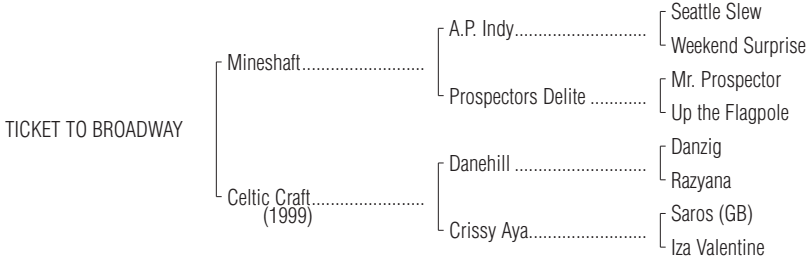 Seattle Slew
A.P. Indy..............................
Weekend Surprise
Mineshaft............................
Mr. Prospector
Prospectors Delite ............
Up the Flagpole
TICKET TO BROADWAY
Danzig
Danehill ..............................
Razyana
Celtic Craft..........................
(1999)
Saros (GB)
Crissy Aya...........................
Iza Valentine